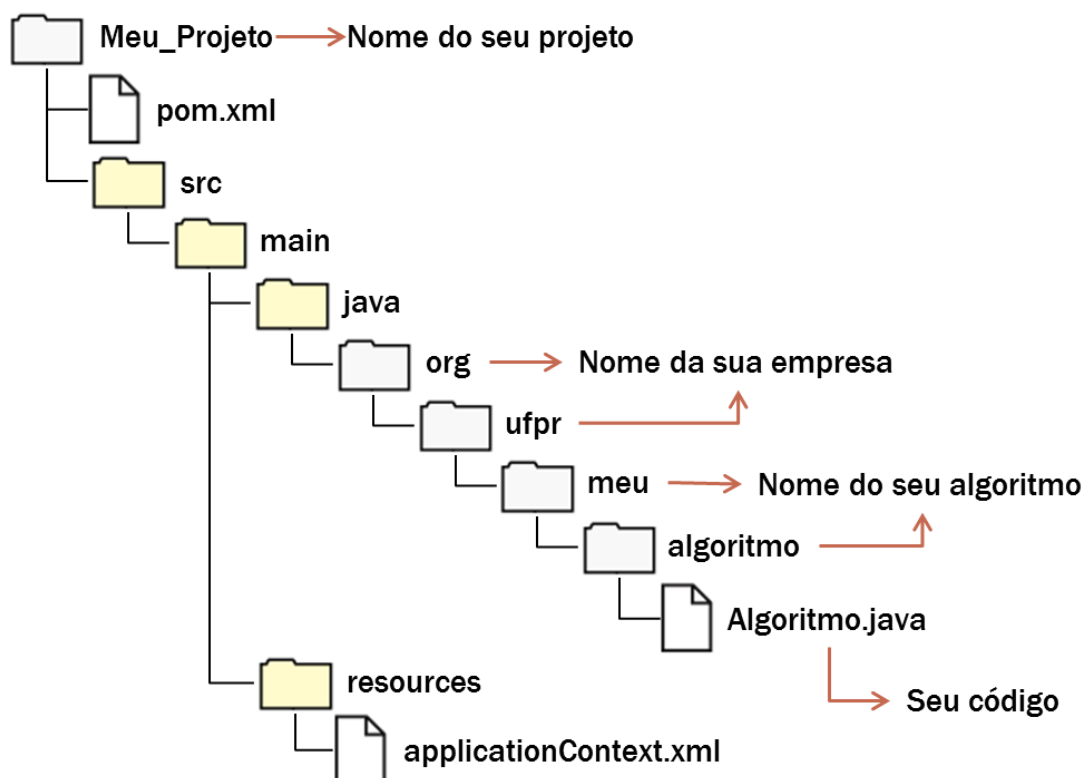 Meu_Projeto Nome do seu projeto
pom.xml
src
main
java
org Nome da sua empresa
ufpr
meu Nome do seu algoritmo
algoritmo
Algoritmo.java
resources Seu código
applicationContext.xml